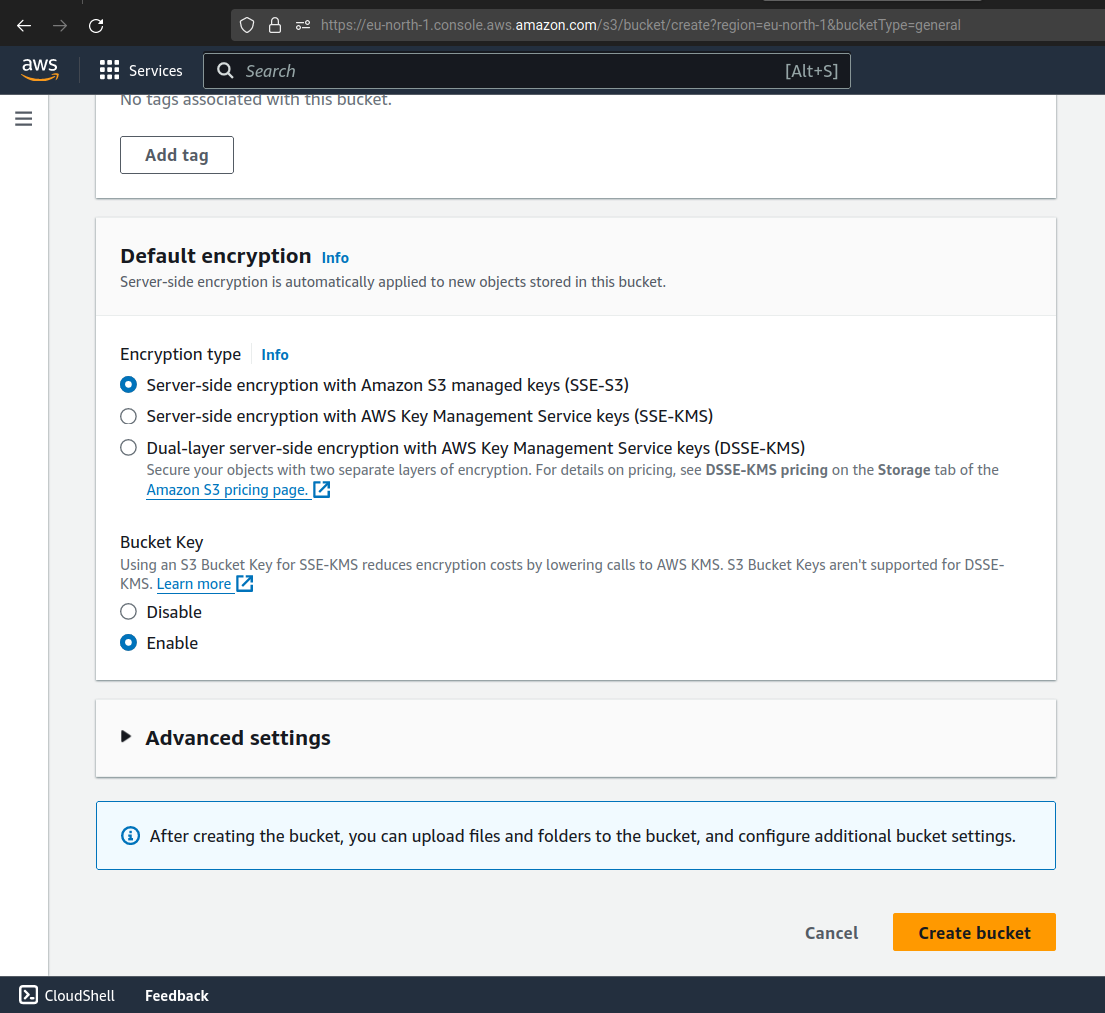 https://eu-north-1.console.aws.amazon.com/s3/bucket/create?region=eu-north-1&bucketType=general
aws
Services
Search
[Alt+S]
No tags associated with this bucket.
Add tag
Default encryption Info
Server-side encryption is automatically applied to new objects stored in this bucket.
Encryption type Info
Server-side encryption with Amazon S3 managed keys (SSE-S3)
Server-side encryption with AWS Key Management Service keys (SSE-KMS)
Dual-layer server-side encryption with AWS Key Management Service keys (DSSE-KMS)
Secure your objects with two separate layers of encryption. For details on pricing, see DSSE-KMS pricing on the Storage tab of the
Amazon S3 pricing page.
Bucket Key
Using an S3 Bucket Key for SSE-KMS reduces encryption costs by lowering calls to AWS KMS. S3 Bucket Keys aren't supported for DSSE-
KMS. Learn more
Disable
Enable
Advanced settings
After creating the bucket, you can upload files and folders to the bucket, and configure additional bucket settings.
Cancel
Create bucket
CloudShell
Feedback